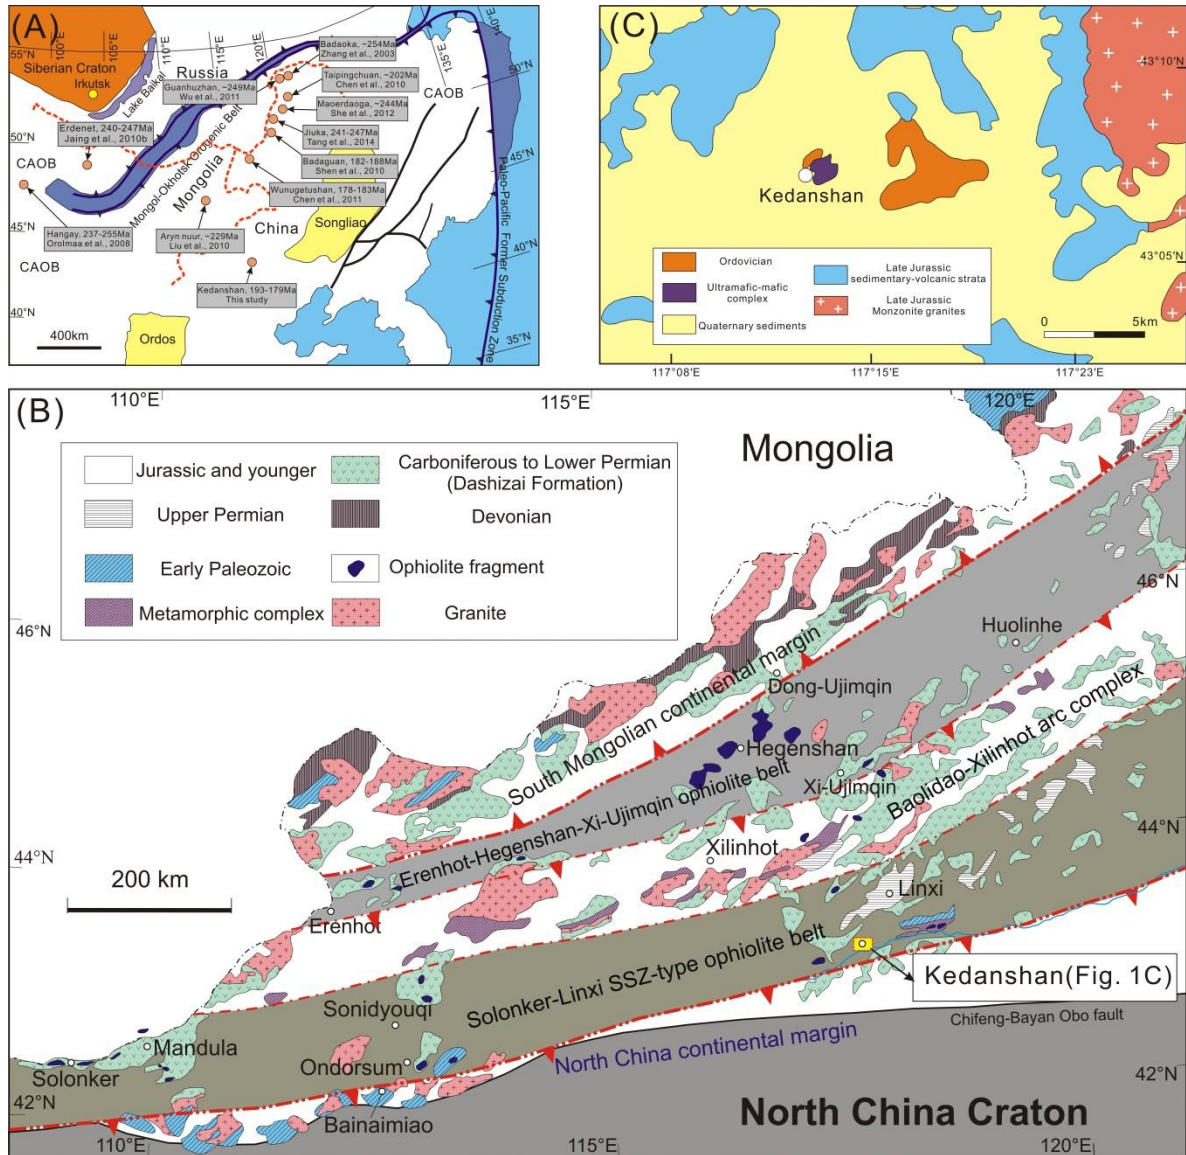 (A)
55°N
100°E
105°E
110°E
115°E
120°E
140°E
135°E
50°N
Siberian Craton
Irkutsk
Lake Baikal
Russia
Badaoka, ~254Ma
Zhang et al., 2003
Guanhuzhan, ~249Ma
Wu et al., 2011
Taipingchuan, ~202Ma
Chen et al., 2010
CAOB
Maoerdaoga, ~244Ma
She et al., 2012
Erdenet, 240-247Ma
Jaing et al., 2010b
50°N
Jiuka, 241-247Ma
Tang et al., 2014
Mongol-Okhotsk Orogenic Belt
Mongolia
Badaguan, 182-188Ma
Shen et al., 2010
45°N
CAOB
Wunugetushan, 178-183Ma
Chen et al., 2011
Paleo-Pacific Former Subduction Zone
Hangay, 237-255Ma
Orolmaa et al., 2008
45°N
Aryn nuur, ~229Ma
Liu et al., 2010
China
Songliao
40°N
CAOB
Kedanshan, 193-179Ma
This study
40°N
Ordos
400km
35°N
(C)
43°10'N
Kedanshan
43°05'N
Ordovician
Ultramafic-mafic
complex
Quaternary sediments
Late Jurassic
sedimentary-volcanic strata
Late Jurassic
Monzonite granites
0
5km
117°08'E
117°15'E
117°23'E
(B)
110°E
115°E
120°E
Jurassic and younger
Upper Permian
Early Paleozoic
Metamorphic complex
Carboniferous to Lower Permian
(Dashizai Formation)
Devonian
Ophiolite fragment
Granite
Mongolia
46°N
46°N
Huolinhe
South Mongolian continental margin
Dong-Ujimqin
Hegenshan
Erenhot-Hegenshan-Xi-Ujimqin ophiolite belt
Xi-Ujimqin
Baolidao-Xilinhot arc complex
44°N
44°N
Xilinhot
200 km
Linxi
Erenhot
Solonker-Linxi SSZ-type ophiolite belt
Kedanshan(Fig. 1C)
Sonidyouqi
Chifeng-Bayan Obo fault
Mandula
North China continental margin
Solonker
Ondorsum
42°N
42°N
Bainaimiao
North China Craton
110°E
115°E
120°E